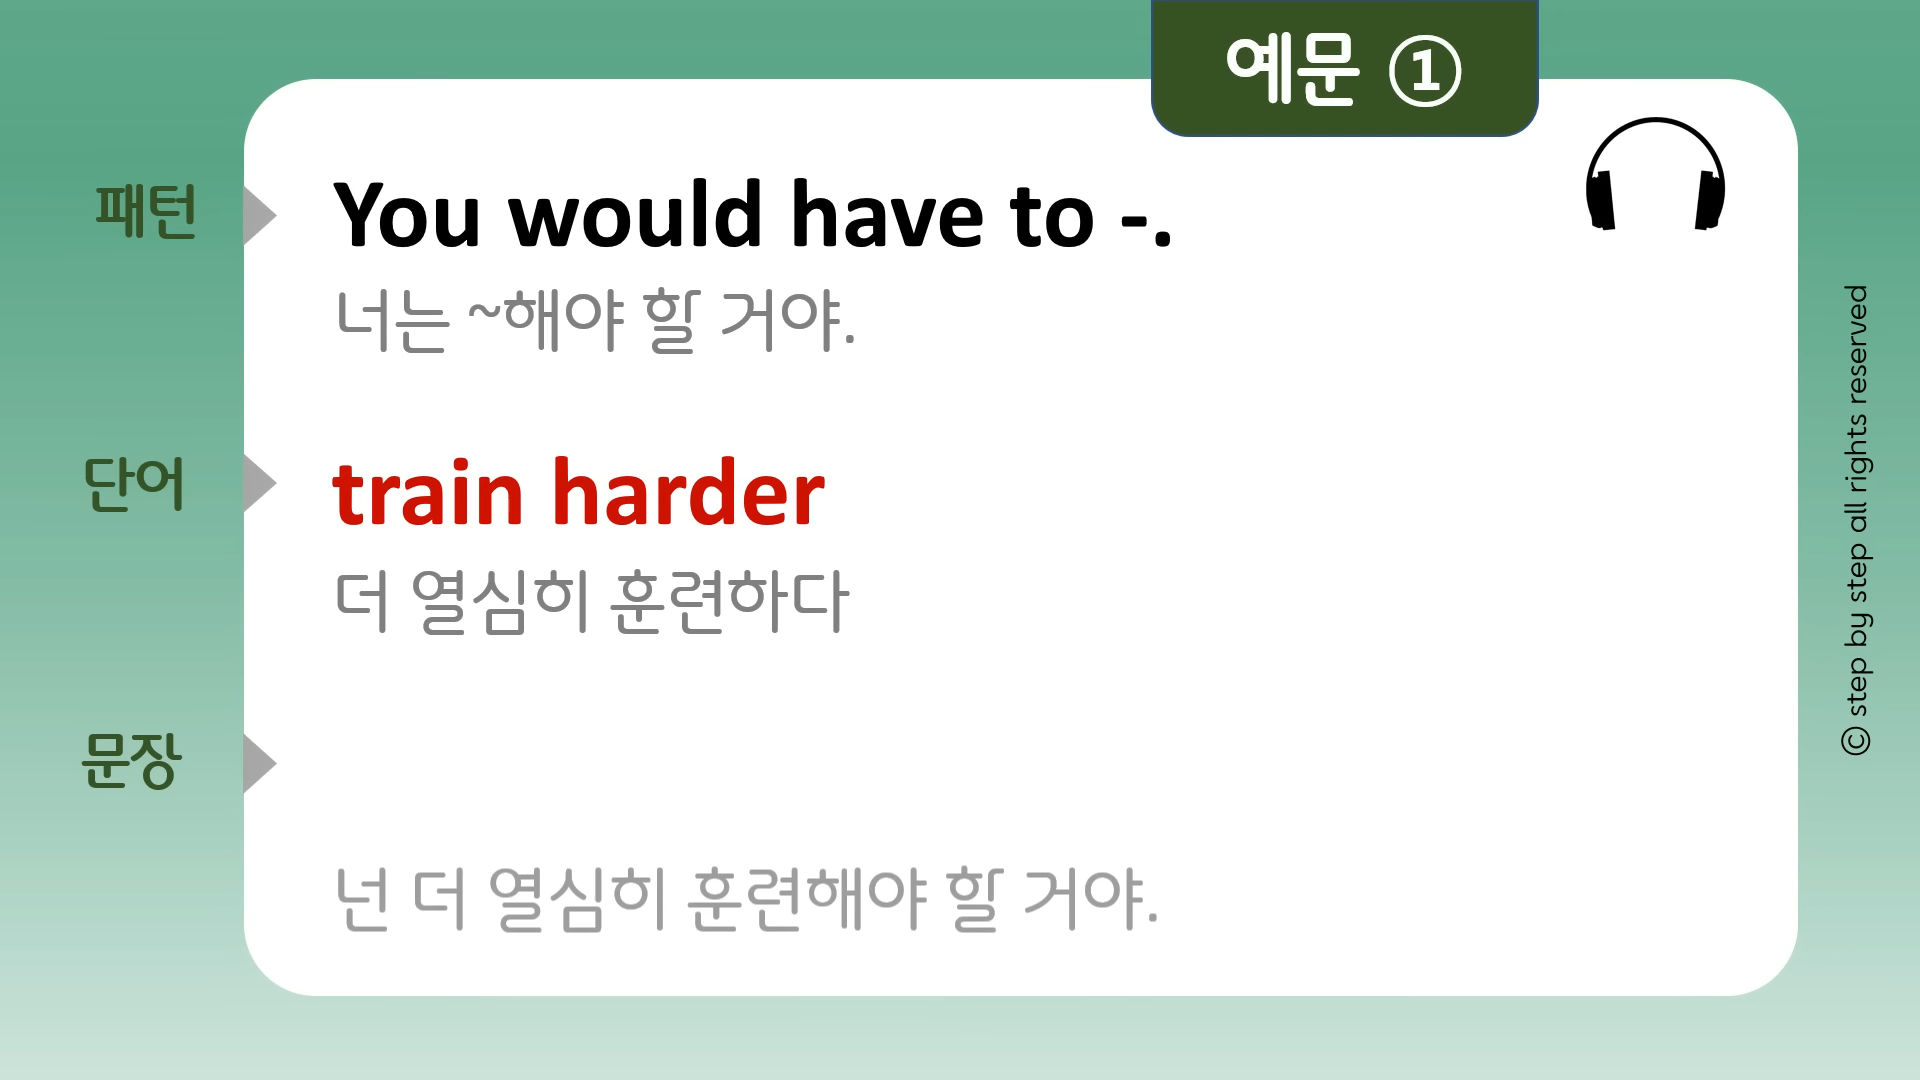 예문 ①
패턴
You would have to -.
너는 ~해야 할 거야.
단어
train harder
더 열심히 훈련하다
문장
넌 더 열심히 훈련해야 할 거야.
© step by step all rights reserved